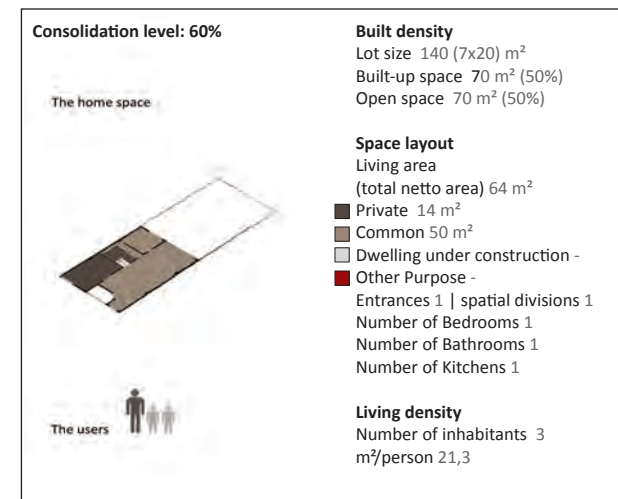 Consolidation level: 60%
The home space
The users
Built density
Lot size 140 (7x20) m²
Built-up space 70 m² (50%)
Open space 70 m² (50%)
Space layout
Living area
(total netto area) 64 m²
Private 14 m²
Common 50 m²
Dwelling under construction -
Other Purpose -
Entrances 1 | spatial divisions 1
Number of Bedrooms 1
Number of Bathrooms 1
Number of Kitchens 1
Living density
Number of inhabitants 3
m²/person 21,3